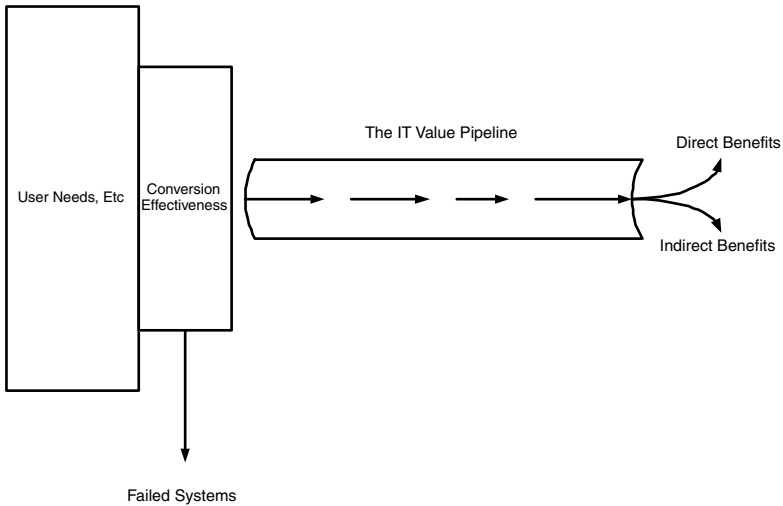 User Needs, Etc
Conversion
Effectiveness
The IT Value Pipeline
Direct Benefits
Indirect Benefits
Failed Systems